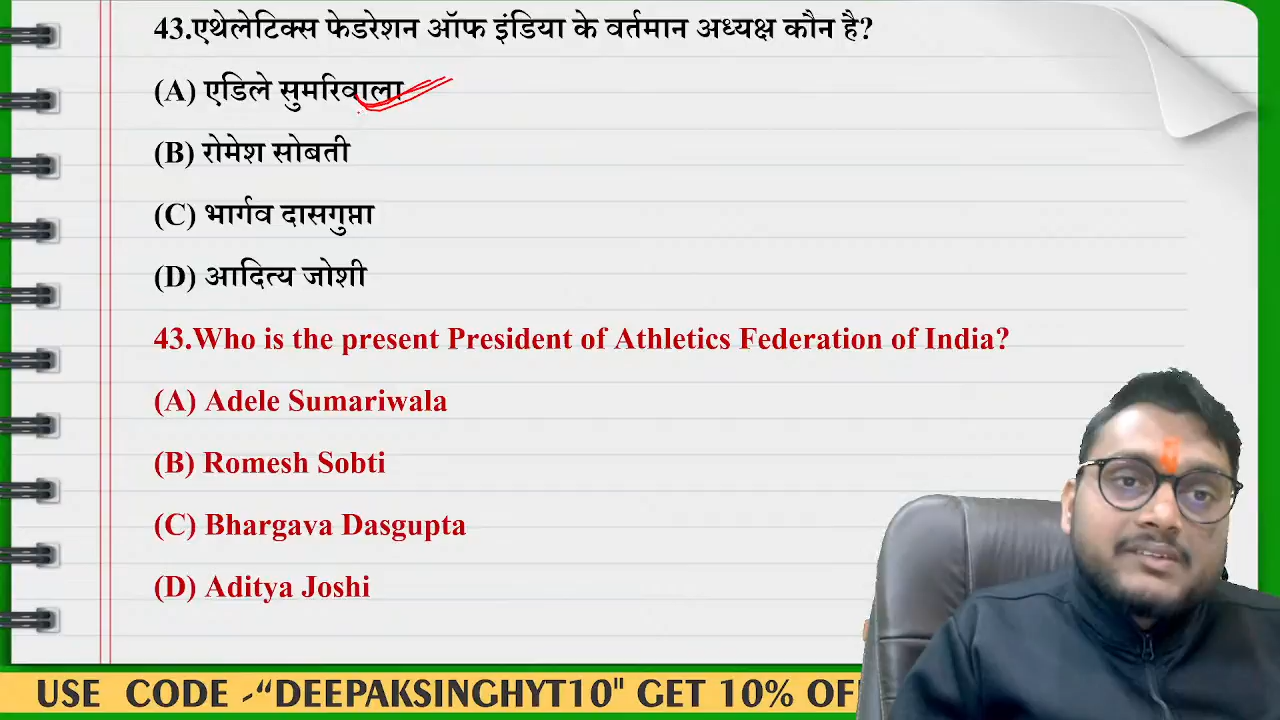 43.एथेलेटिक्स फेडरेशन ऑफ इंडिया के वर्तमान अध्यक्ष कौन है?
(A) एडिले सुमरिवाला
(B) रोमेश सोबती
(C) भार्गव दासगुप्ता
(D) आदित्य जोशी
43.Who is the present President of Athletics Federation of India?
(A) Adele Sumariwala
(B) Romesh Sobti
(C) Bhargava Dasgupta
(D) Aditya Joshi
USE CODE -“DEEPAKSINGHYT10" GET 10% OF